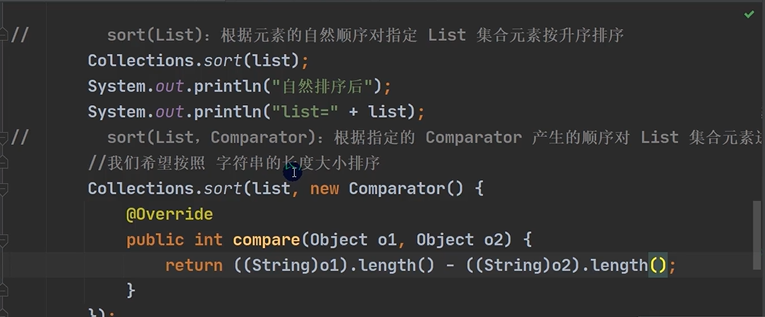 //      sort(List)：根据元素的自然顺序对指定 List 集合元素按升序排序
Collections.sort(list);
System.out.println("自然排序后");
System.out.println("list=" + list);
//      sort(List，Comparator)：根据指定的 Comparator 产生的顺序对 List 集合元素
//我们希望按照 字符串的长度大小排序
Collections.sort(list, new Comparator() {
@Override
public int compare(Object o1, Object o2) {
return ((String)o1).length() - ((String)o2).length();
}
});